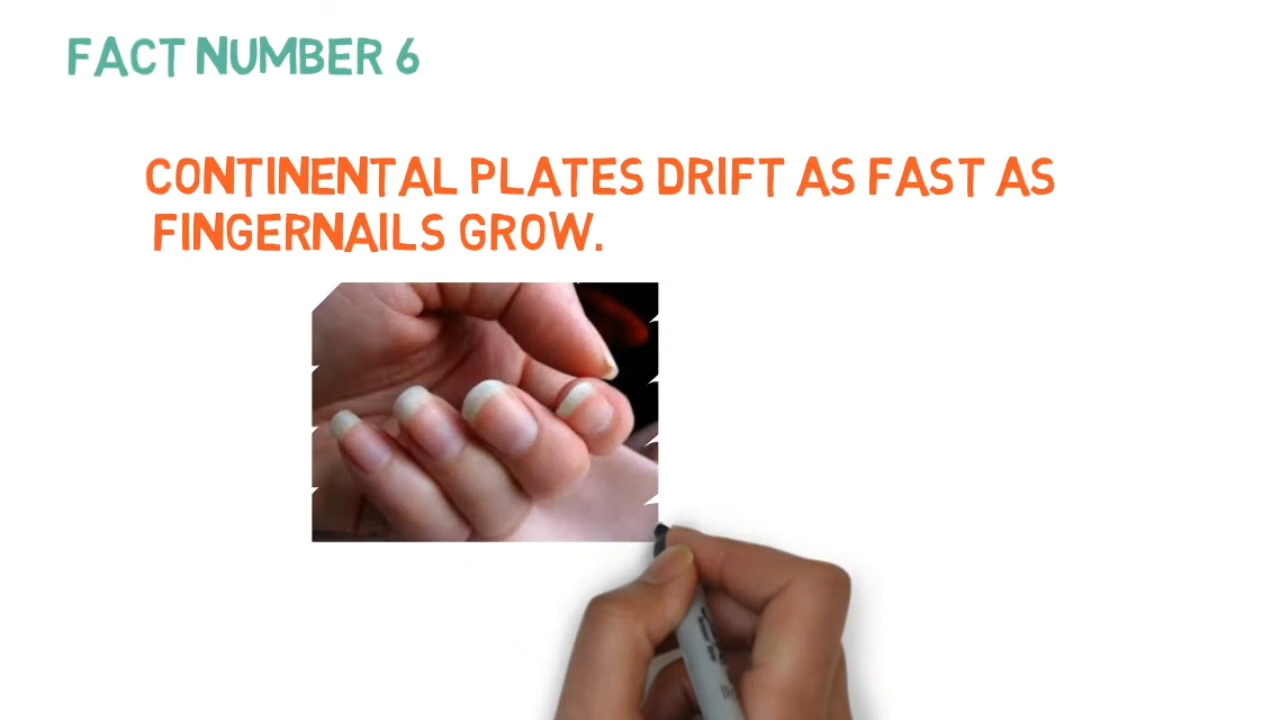 FACT NUMBER 6
CONTINENTAL PLATES DRIFT AS FAST AS
FINGERNAILS GROW.